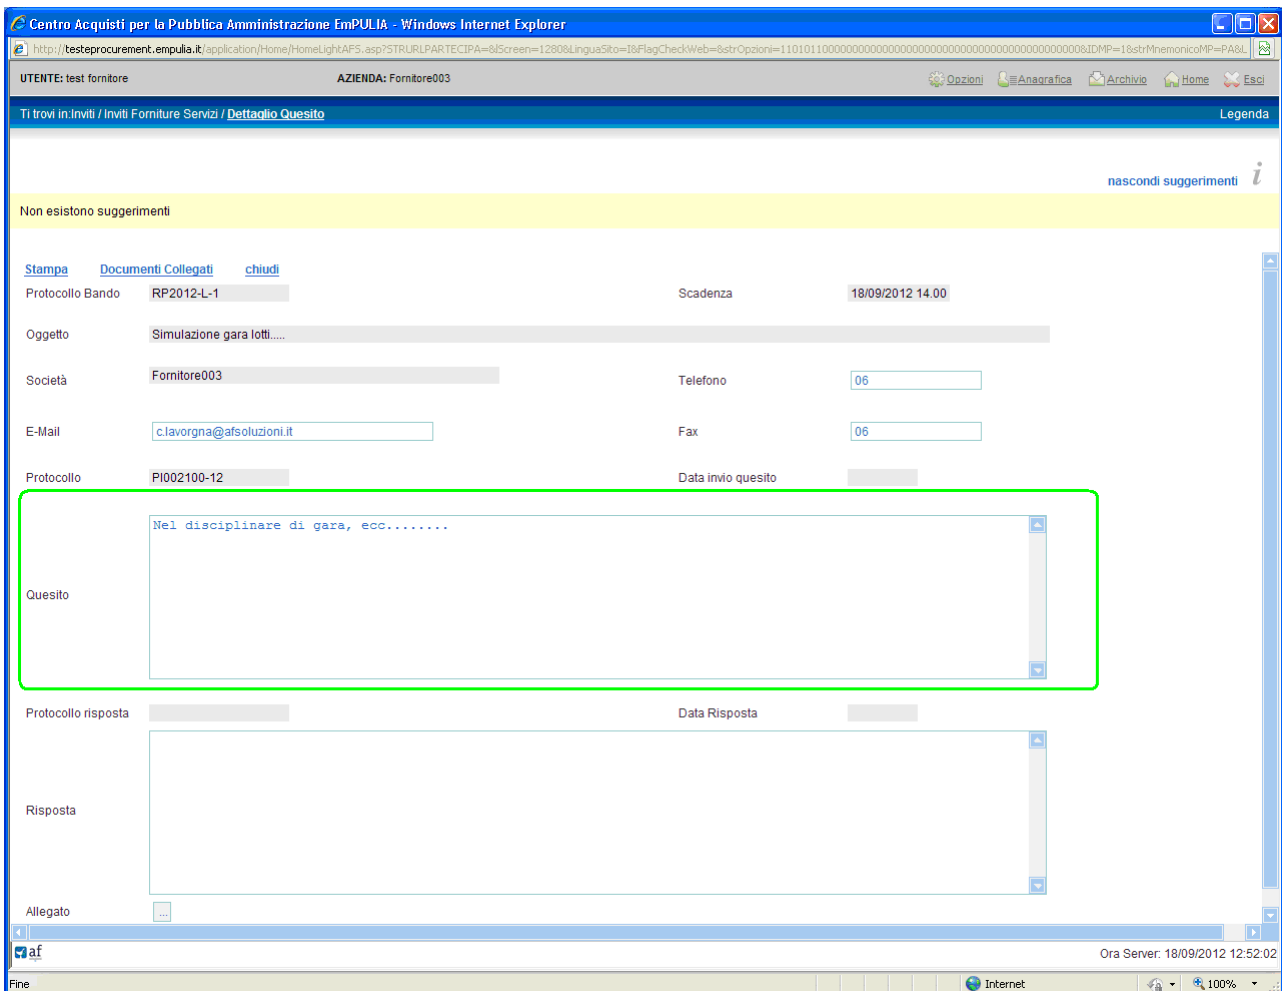 Centro Acquisti per la Pubblica Amministrazione EmPULIA - Windows Internet Explorer
UTENTE: test fornitore AZIENDA: Fornitore003 Opzioni Anagrafica Archivio Home Esci
Ti trovi in:Inviti / Inviti Forniture Servizi / Dettaglio Quesito Legenda
nascondi suggerimenti i
Non esistono suggerimenti
Stampa Documenti Collegati chiudi
Protocollo Bando RP2012-L-1 Scadenza 18/09/2012 14.00
Oggetto Simulazione gara lotti.....
Società Fornitore003 Telefono 06
E-Mail c.lavorgna@afsoluzioni.it Fax 06
Protocollo PI002100-12 Data invio quesito
Nel disciplinare di gara, ecc........
Quesito
Protocollo risposta Data Risposta
Risposta
Allegato ...
af Ora Server: 18/09/2012 12:52:02
Fine Internet 100%